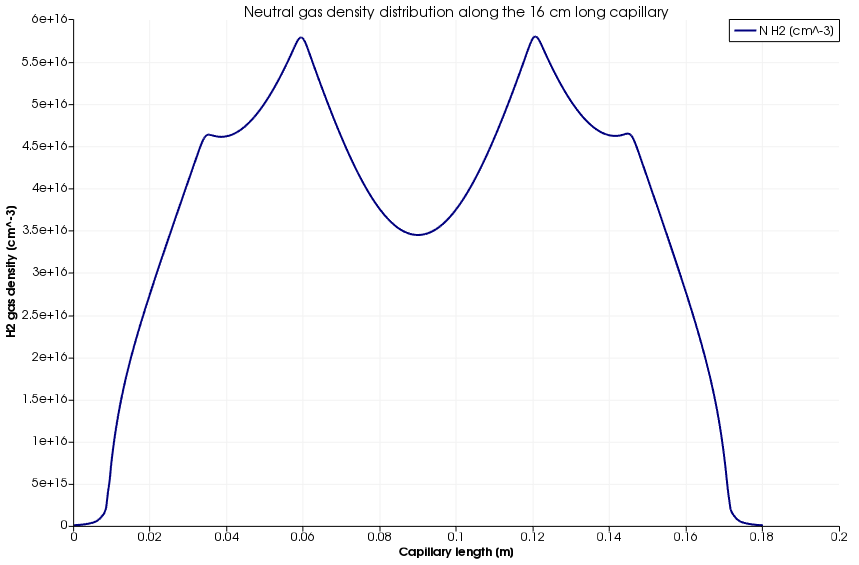 Neutral gas density distribution along the 16 cm long capillary
N H2 (cm^-3)
6e+16
5.5e+16
5e+16
4.5e+16
4e+16
3.5e+16
3e+16
2.5e+16
2e+16
1.5e+16
1e+16
5e+15
0
H2 gas density (cm^-3)
0 0.02 0.04 0.06 0.08 0.1 0.12 0.14 0.16 0.18 0.2
Capillary length (m)